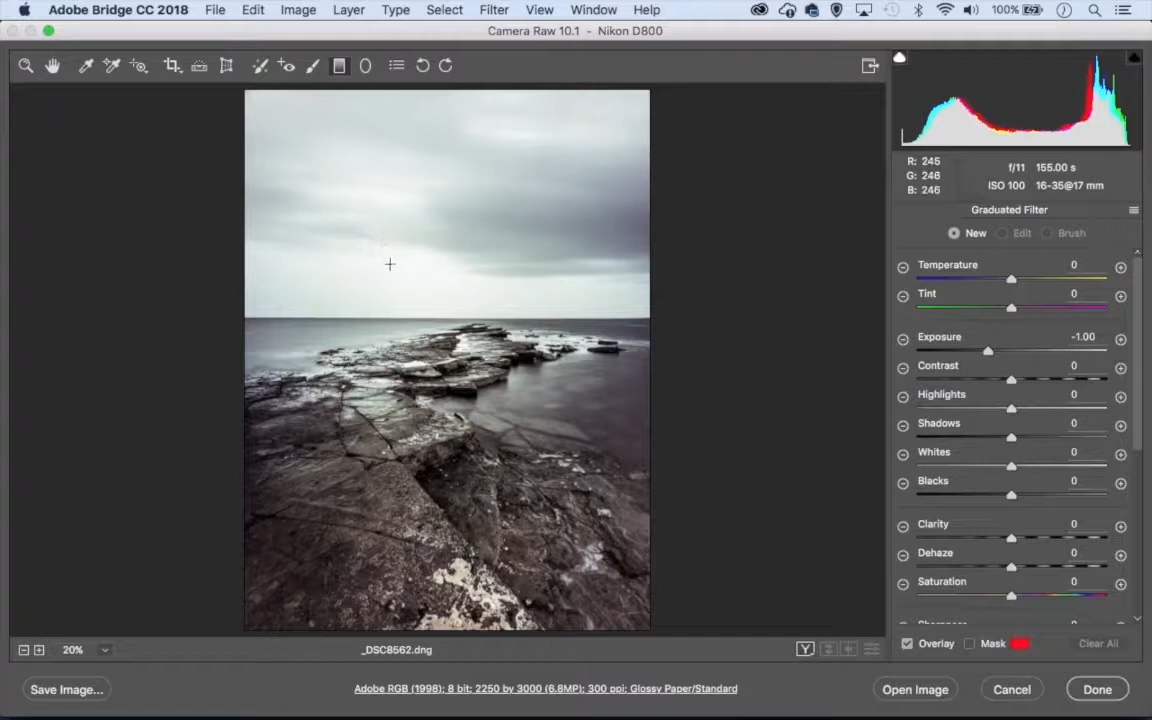 Adobe Bridge CC 2018 File Edit Image Layer Type Select Filter View Window Help 100%
Camera Raw 10.1 - Nikon D800
R: 245
G: 246
B: 246
f/11 155.00 s
ISO 100 16-35@17 mm
Graduated Filter
New Edit Brush
Temperature 0
Tint 0
Exposure -1.00
Contrast 0
Highlights 0
Shadows 0
Whites 0
Blacks 0
Clarity 0
Dehaze 0
Saturation 0
Overlay Mask Clear All
20% _DSC8562.dng Y
Save Image... Adobe RGB (1998); 8 bit; 2250 by 3000 (6.8MP); 300 ppi; Glossy Paper/Standard Open Image Cancel Done